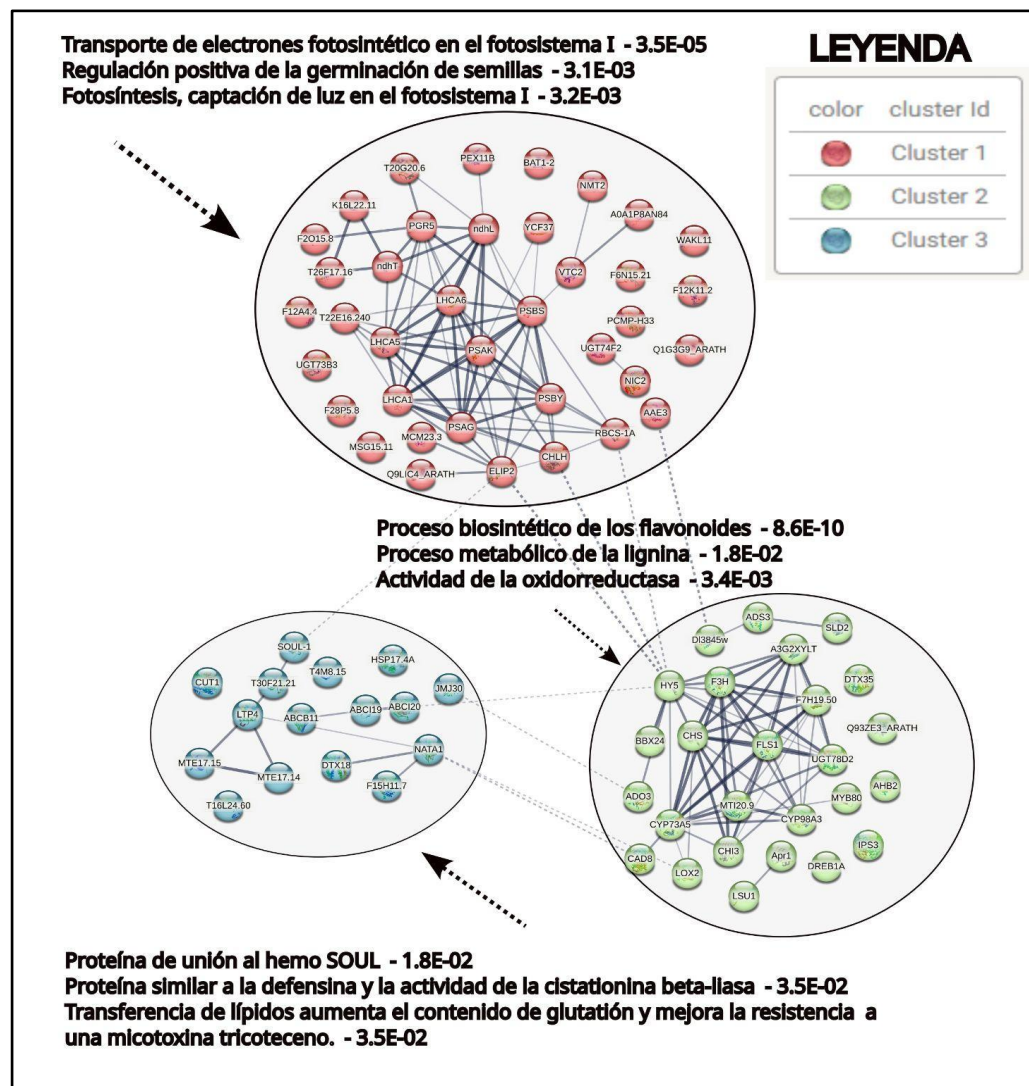 Transporte de electrones fotosintético en el fotosistema I - 3.5E-05
Regulación positiva de la germinación de semillas - 3.1E-03
Fotosíntesis, captación de luz en el fotosistema I - 3.2E-03
LEYENDA
color cluster Id
Cluster 1
Cluster 2
Cluster 3
T20G20.6
PEX11B
BAT1-2
NMT2
K16L22.11
A0A1P8AN84
F2O15.8
PGR5
ndhL
YCF37
WAKL11
T26F17.16
ndhT
VTC2
F6N15.21
F12K11.2
F12A4.4
T22E16.240
LHCA6
PSBS
PCMP-H33
LHCA5
PSAK
UGT74F2
Q1G3G9_ARATH
UGT73B3
NIC2
F28P5.8
LHCA1
PSBY
AAE3
MSG15.11
MCM23.3
PSAG
RBCS-1A
Q9LIC4_ARATH
ELIP2
CHLH
Proceso biosintético de los flavonoides - 8.6E-10
Proceso metabólico de la lignina - 1.8E-02
Actividad de la oxidorreductasa - 3.4E-03
SOUL-1
T4M8.15
HSP17.4A
CUT1
T30F21.21
JMJ30
LTP4
ABCB11
ABCI19
ABCI20
MTE17.15
MTE17.14
DTX18
NATA1
T16L24.60
F15H11.7
DI3845w
ADS3
SLD2
A3G2XYLT
HY5
F3H
DTX35
F7H19.50
BBX24
CHS
FLS1
Q93ZE3_ARATH
UGT78D2
ADO3
MTI20.9
MYB80
AHB2
CYP73A5
CYP98A3
CAD8
CHI3
Apr1
IPS3
LOX2
LSU1
DREB1A
Proteína de unión al hemo SOUL - 1.8E-02
Proteína similar a la defensina y la actividad de la cistationina beta-liasa - 3.5E-02
Transferencia de lípidos aumenta el contenido de glutatión y mejora la resistencia a
una micotoxina tricoteceno. - 3.5E-02